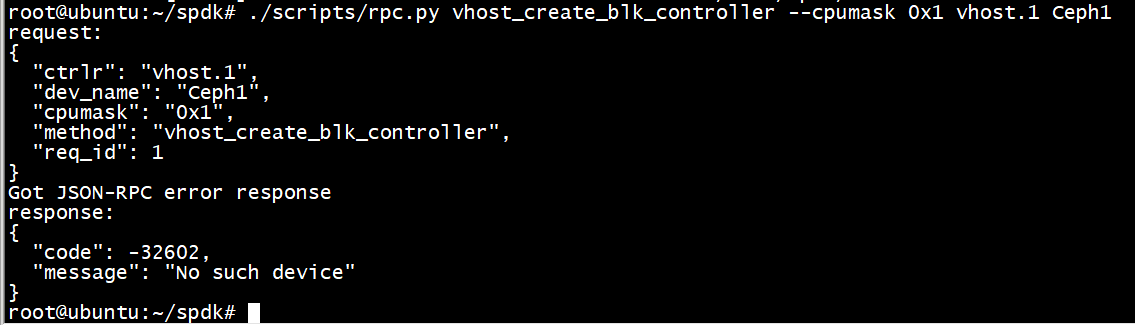 root@ubuntu:~/spdk# ./scripts/rpc.py vhost_create_blk_controller --cpumask 0x1 vhost.1 Ceph1
request:
{
  "ctrlr": "vhost.1",
  "dev_name": "Ceph1",
  "cpumask": "0x1",
  "method": "vhost_create_blk_controller",
  "req_id": 1
}
Got JSON-RPC error response
response:
{
  "code": -32602,
  "message": "No such device"
}
root@ubuntu:~/spdk#